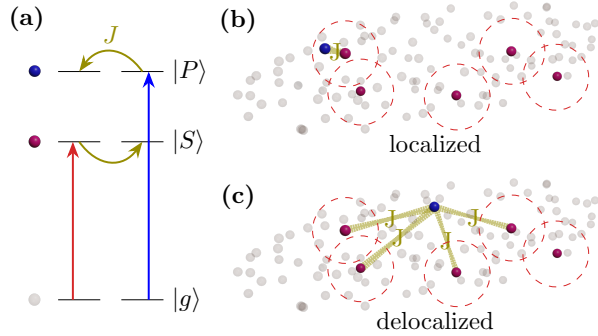 (a)
J
|P⟩
|S⟩
|g⟩
(b)
J
localized
(c)
J
J
J
J
delocalized